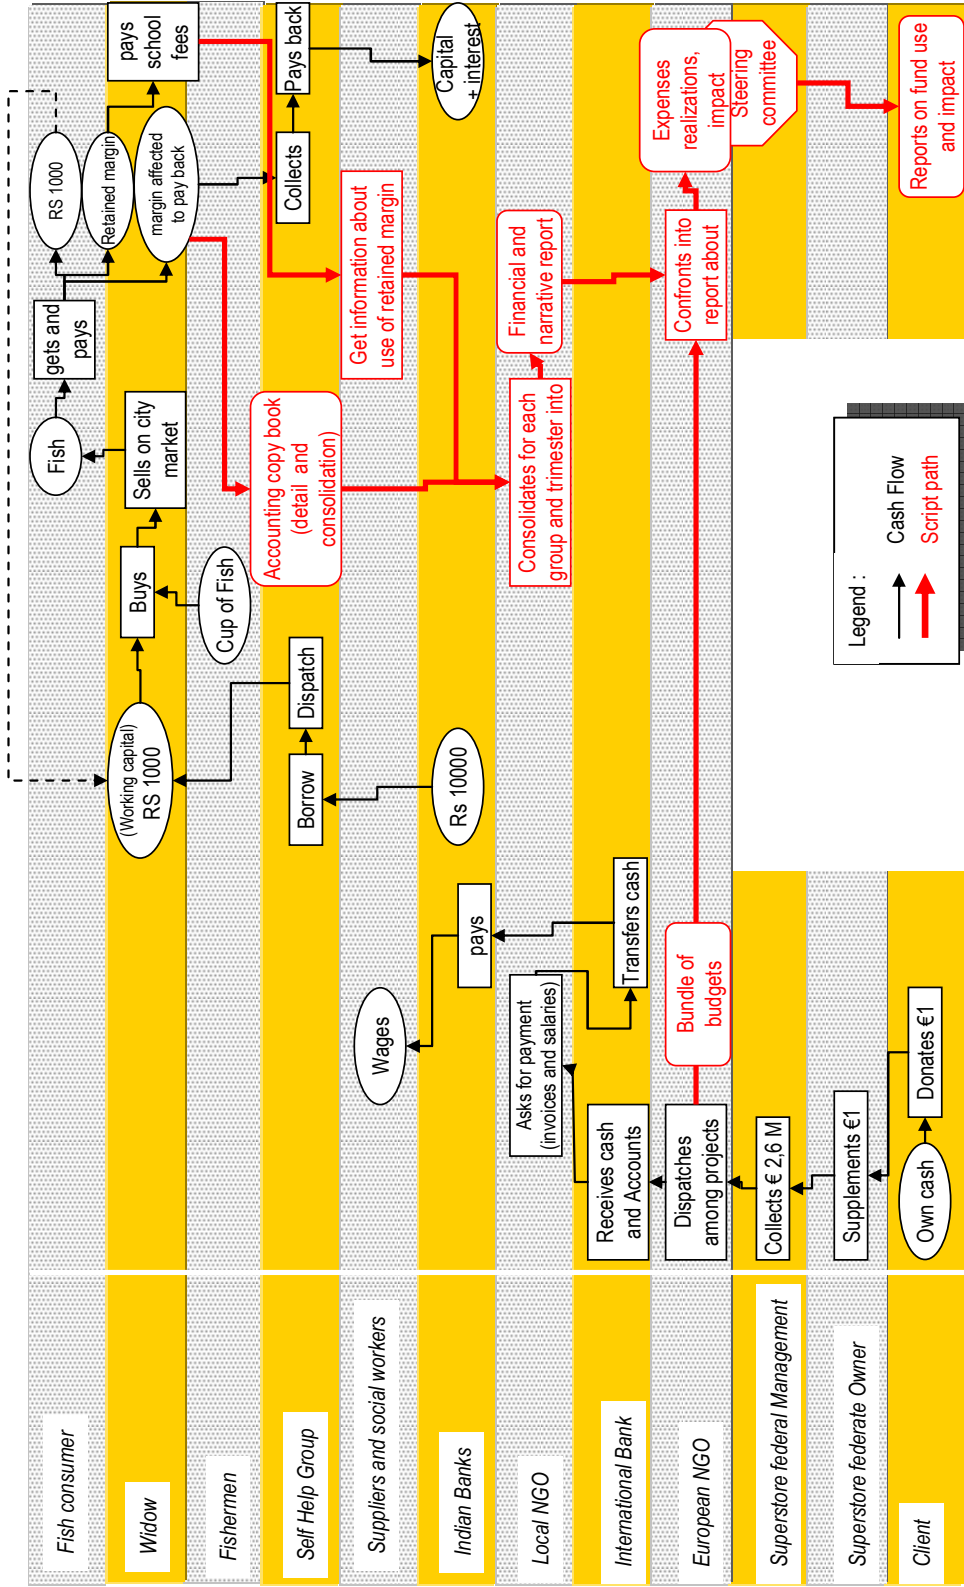 Fish consumer
Fish
gets and
pays
RS 1000
Widow
(Working capital)
RS 1000
Buys
Sells on city
market
Retained margin
pays
school
fees
margin affected
to pay back
Fishermen
Cup of Fish
Self Help Group
Borrow
Dispatch
Accounting copy book
(detail and
consolidation)
Collects
Pays back
Suppliers and social workers
Wages
Get information about
use of retained margin
Indian Banks
pays
Rs 10000
Capital
+ interest
Local NGO
Asks for payment
(invoices and salaries)
Consolidates for each
group and trimester into
Financial and
narrative report
International Bank
Receives cash
and Accounts
Transfers cash
European NGO
Dispatches
among projects
Bundle of
budgets
Confronts into
report about
Expenses
realizations,
impact
Steering
committee
Superstore federal Management
Collects € 2,6 M
Superstore federate Owner
Supplements €1
Client
Own cash
Donates €1
Reports on fund use
and impact
Legend :
Cash Flow
Script path